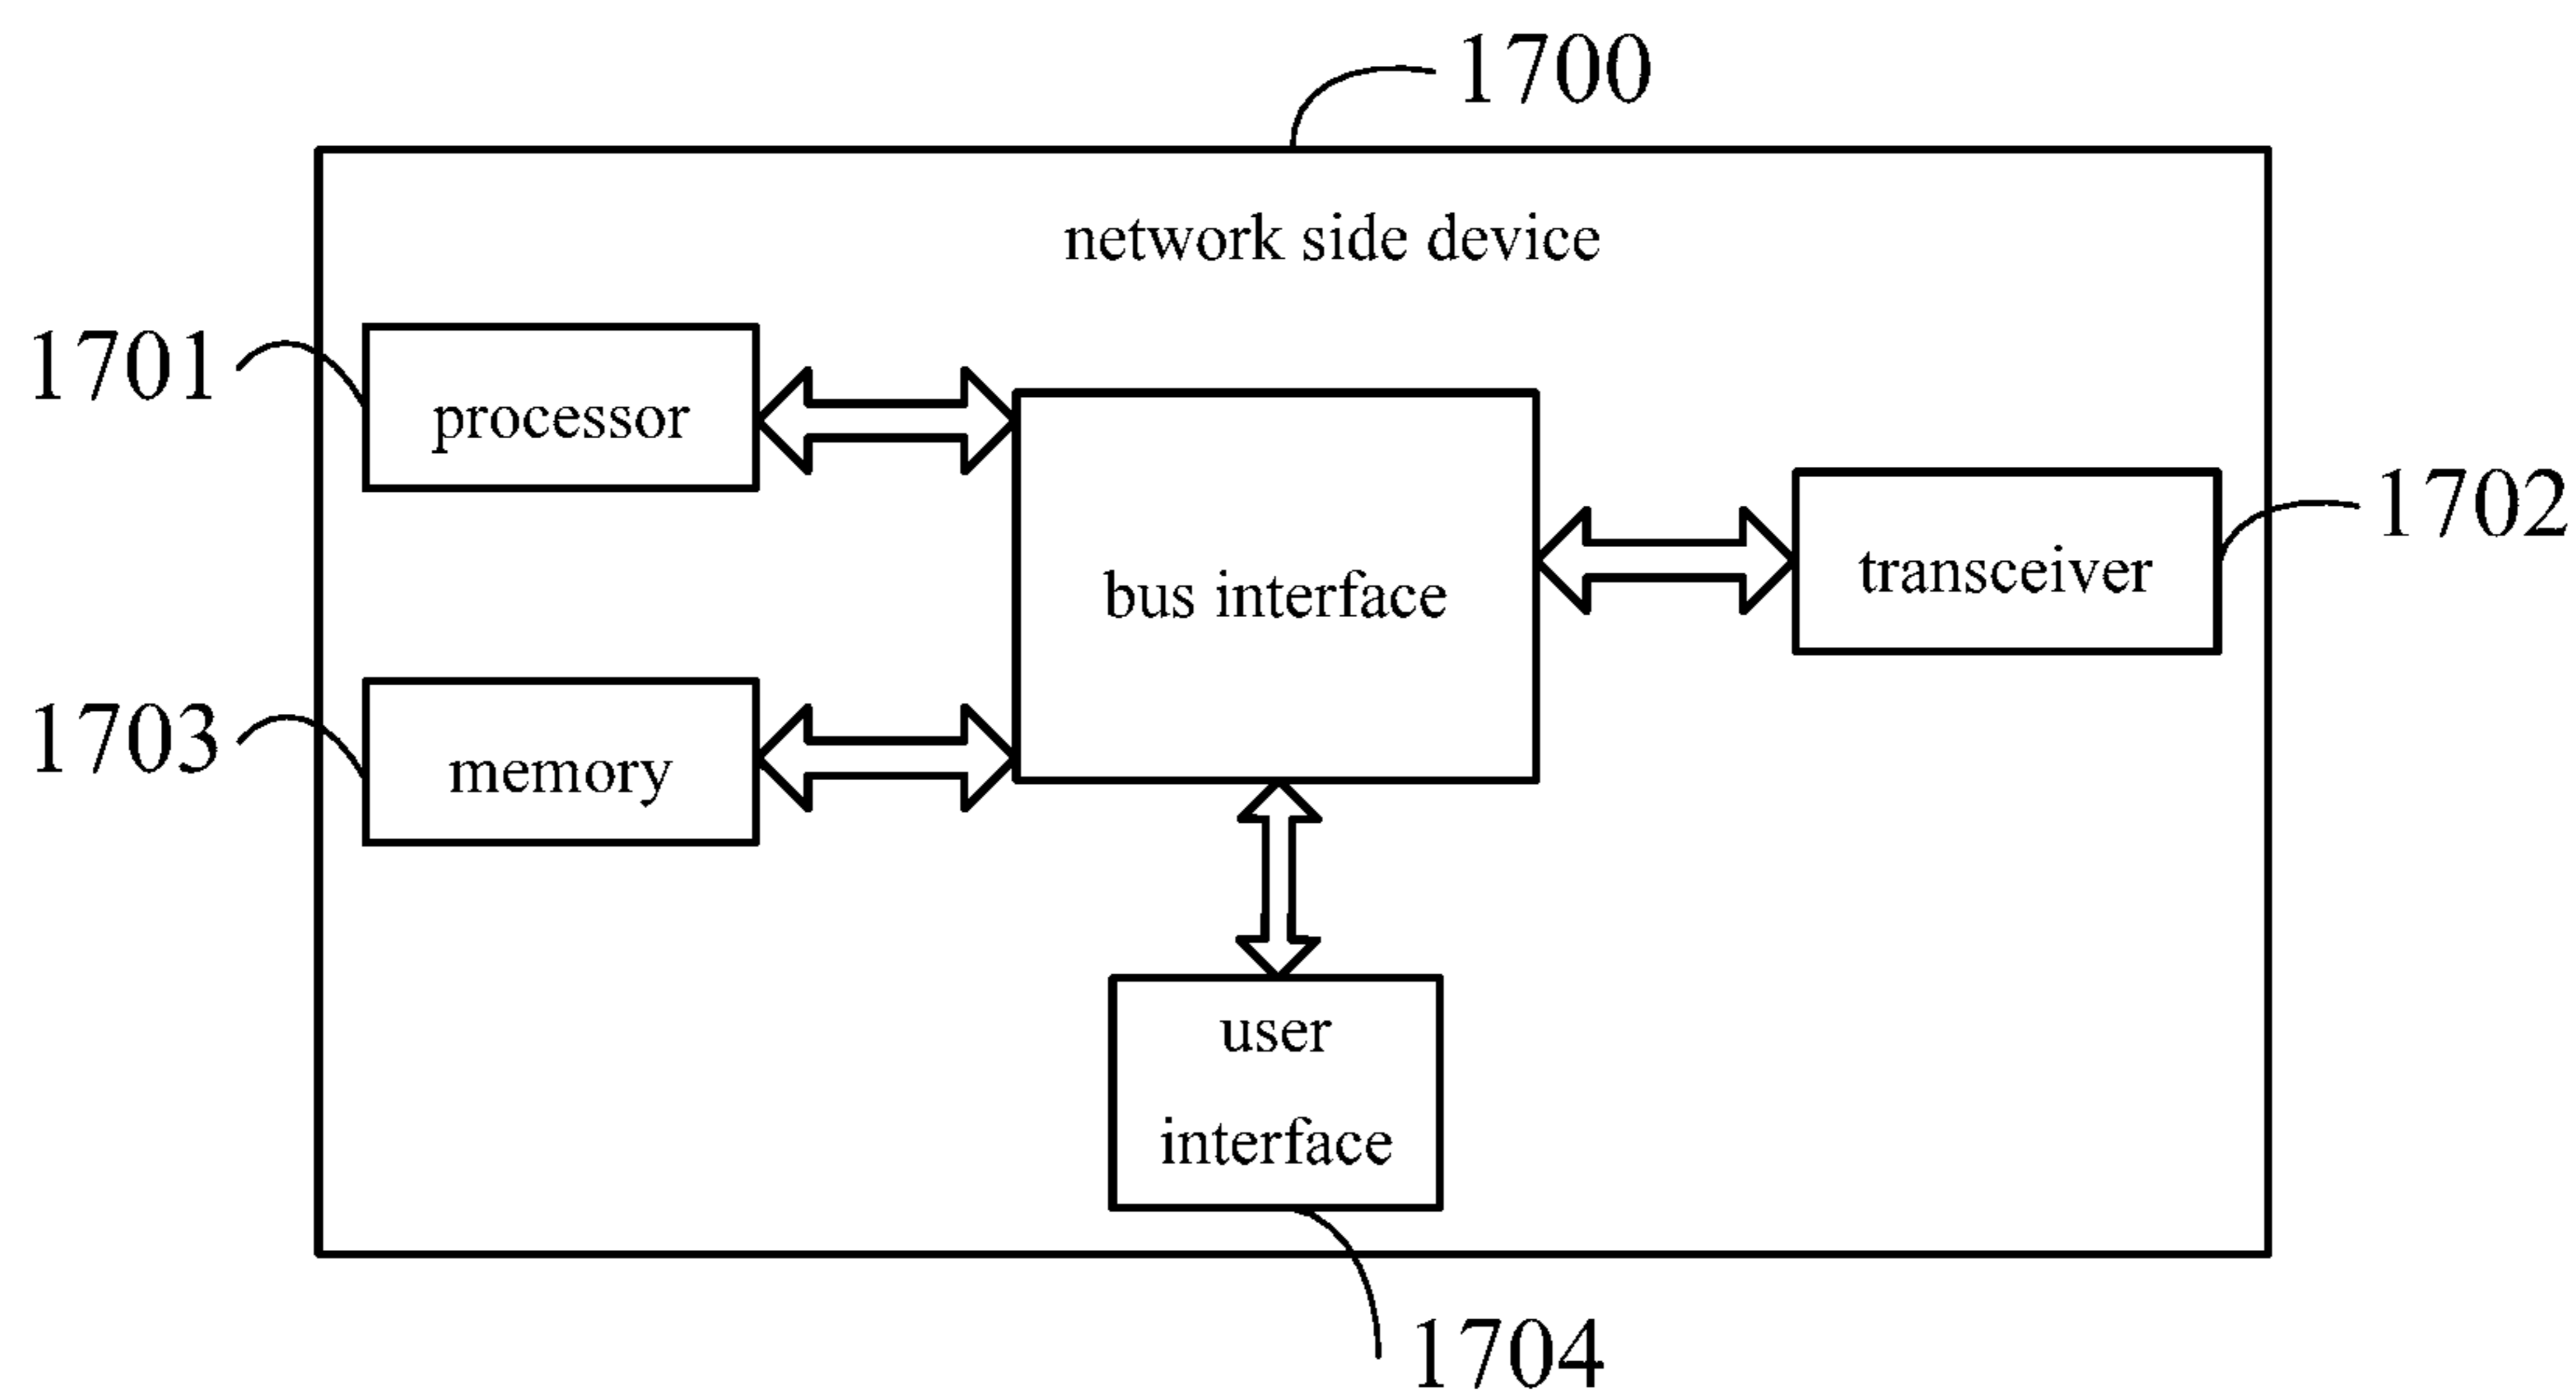 1700
network side device
1701
processor
bus interface
transceiver
1702
1703
memory
user
interface
1704